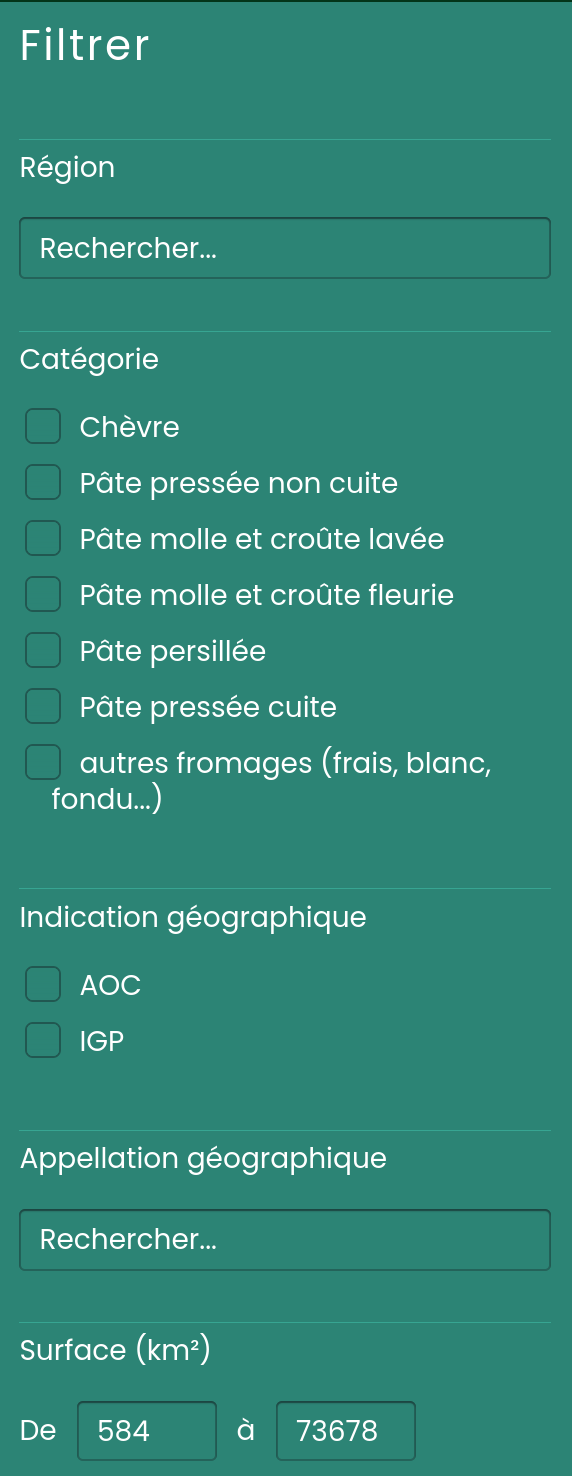 Filtrer
Région
Rechercher...
Catégorie
Chèvre
Pâte pressée non cuite
Pâte molle et croûte lavée
Pâte molle et croûte fleurie
Pâte persillée
Pâte pressée cuite
autres fromages (frais, blanc,
fondu...)
Indication géographique
AOC
IGP
Appellation géographique
Rechercher...
Surface (km²)
De 584 à 73678